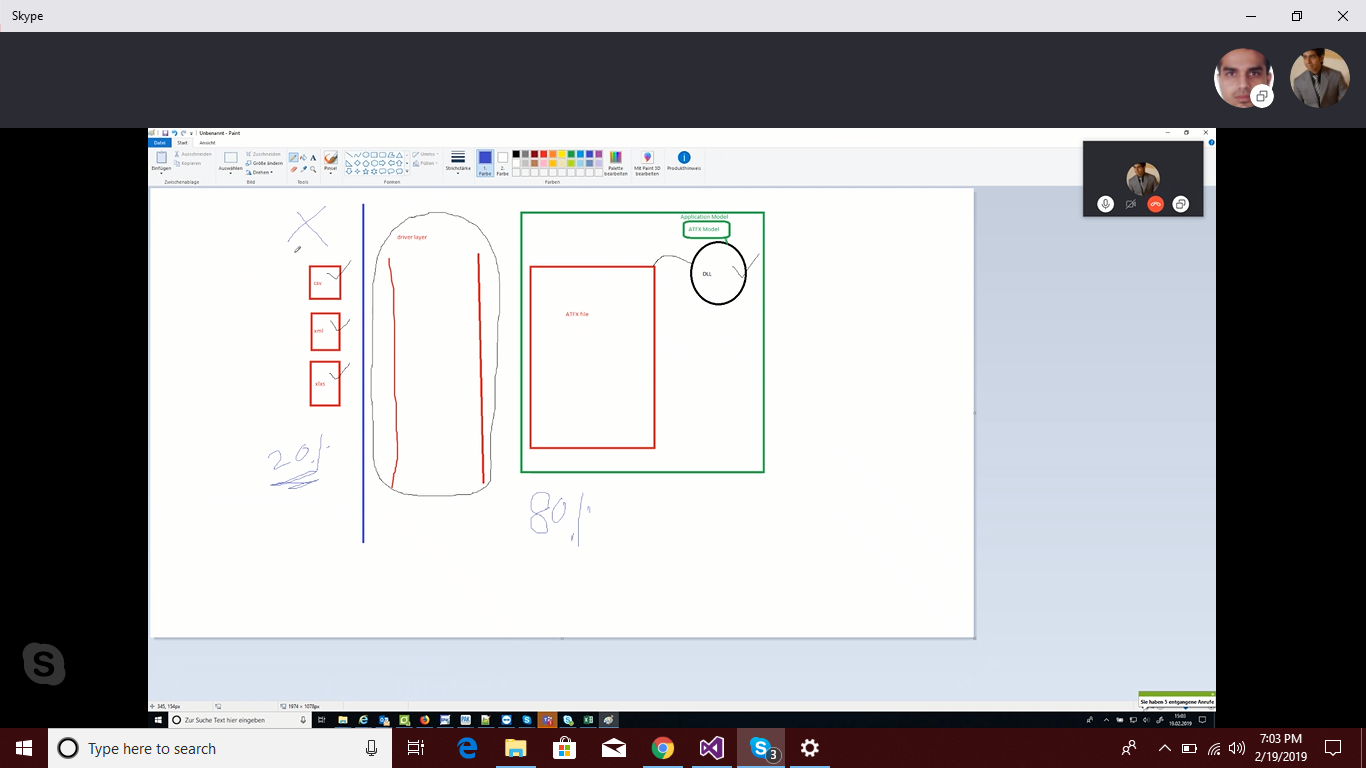 Skype
Unbenannt - Paint
Datei Start Ansicht
Einfügen
Ausschneiden
Kopieren
Zwischenablage
Auswählen
Zuschneiden
Größe ändern
Drehen
Bild
A
Tools
Pinsel
Formen
Umriss
Füllen
Strichstärke
1. Farbe
2. Farbe
Palette bearbeiten
Farben
Mit Paint 3D bearbeiten
Produkthinweis
Application Model
ATFX Model
driver layer
DLL
csv
ATFX file
xml
xlxs
20%
80%
345, 154px
1974 × 1078px
Sie haben 5 entgangene Anrufe
Zur Suche Text hier eingeben
15:03
19.02.2019
Type here to search
3
7:03 PM
2/19/2019